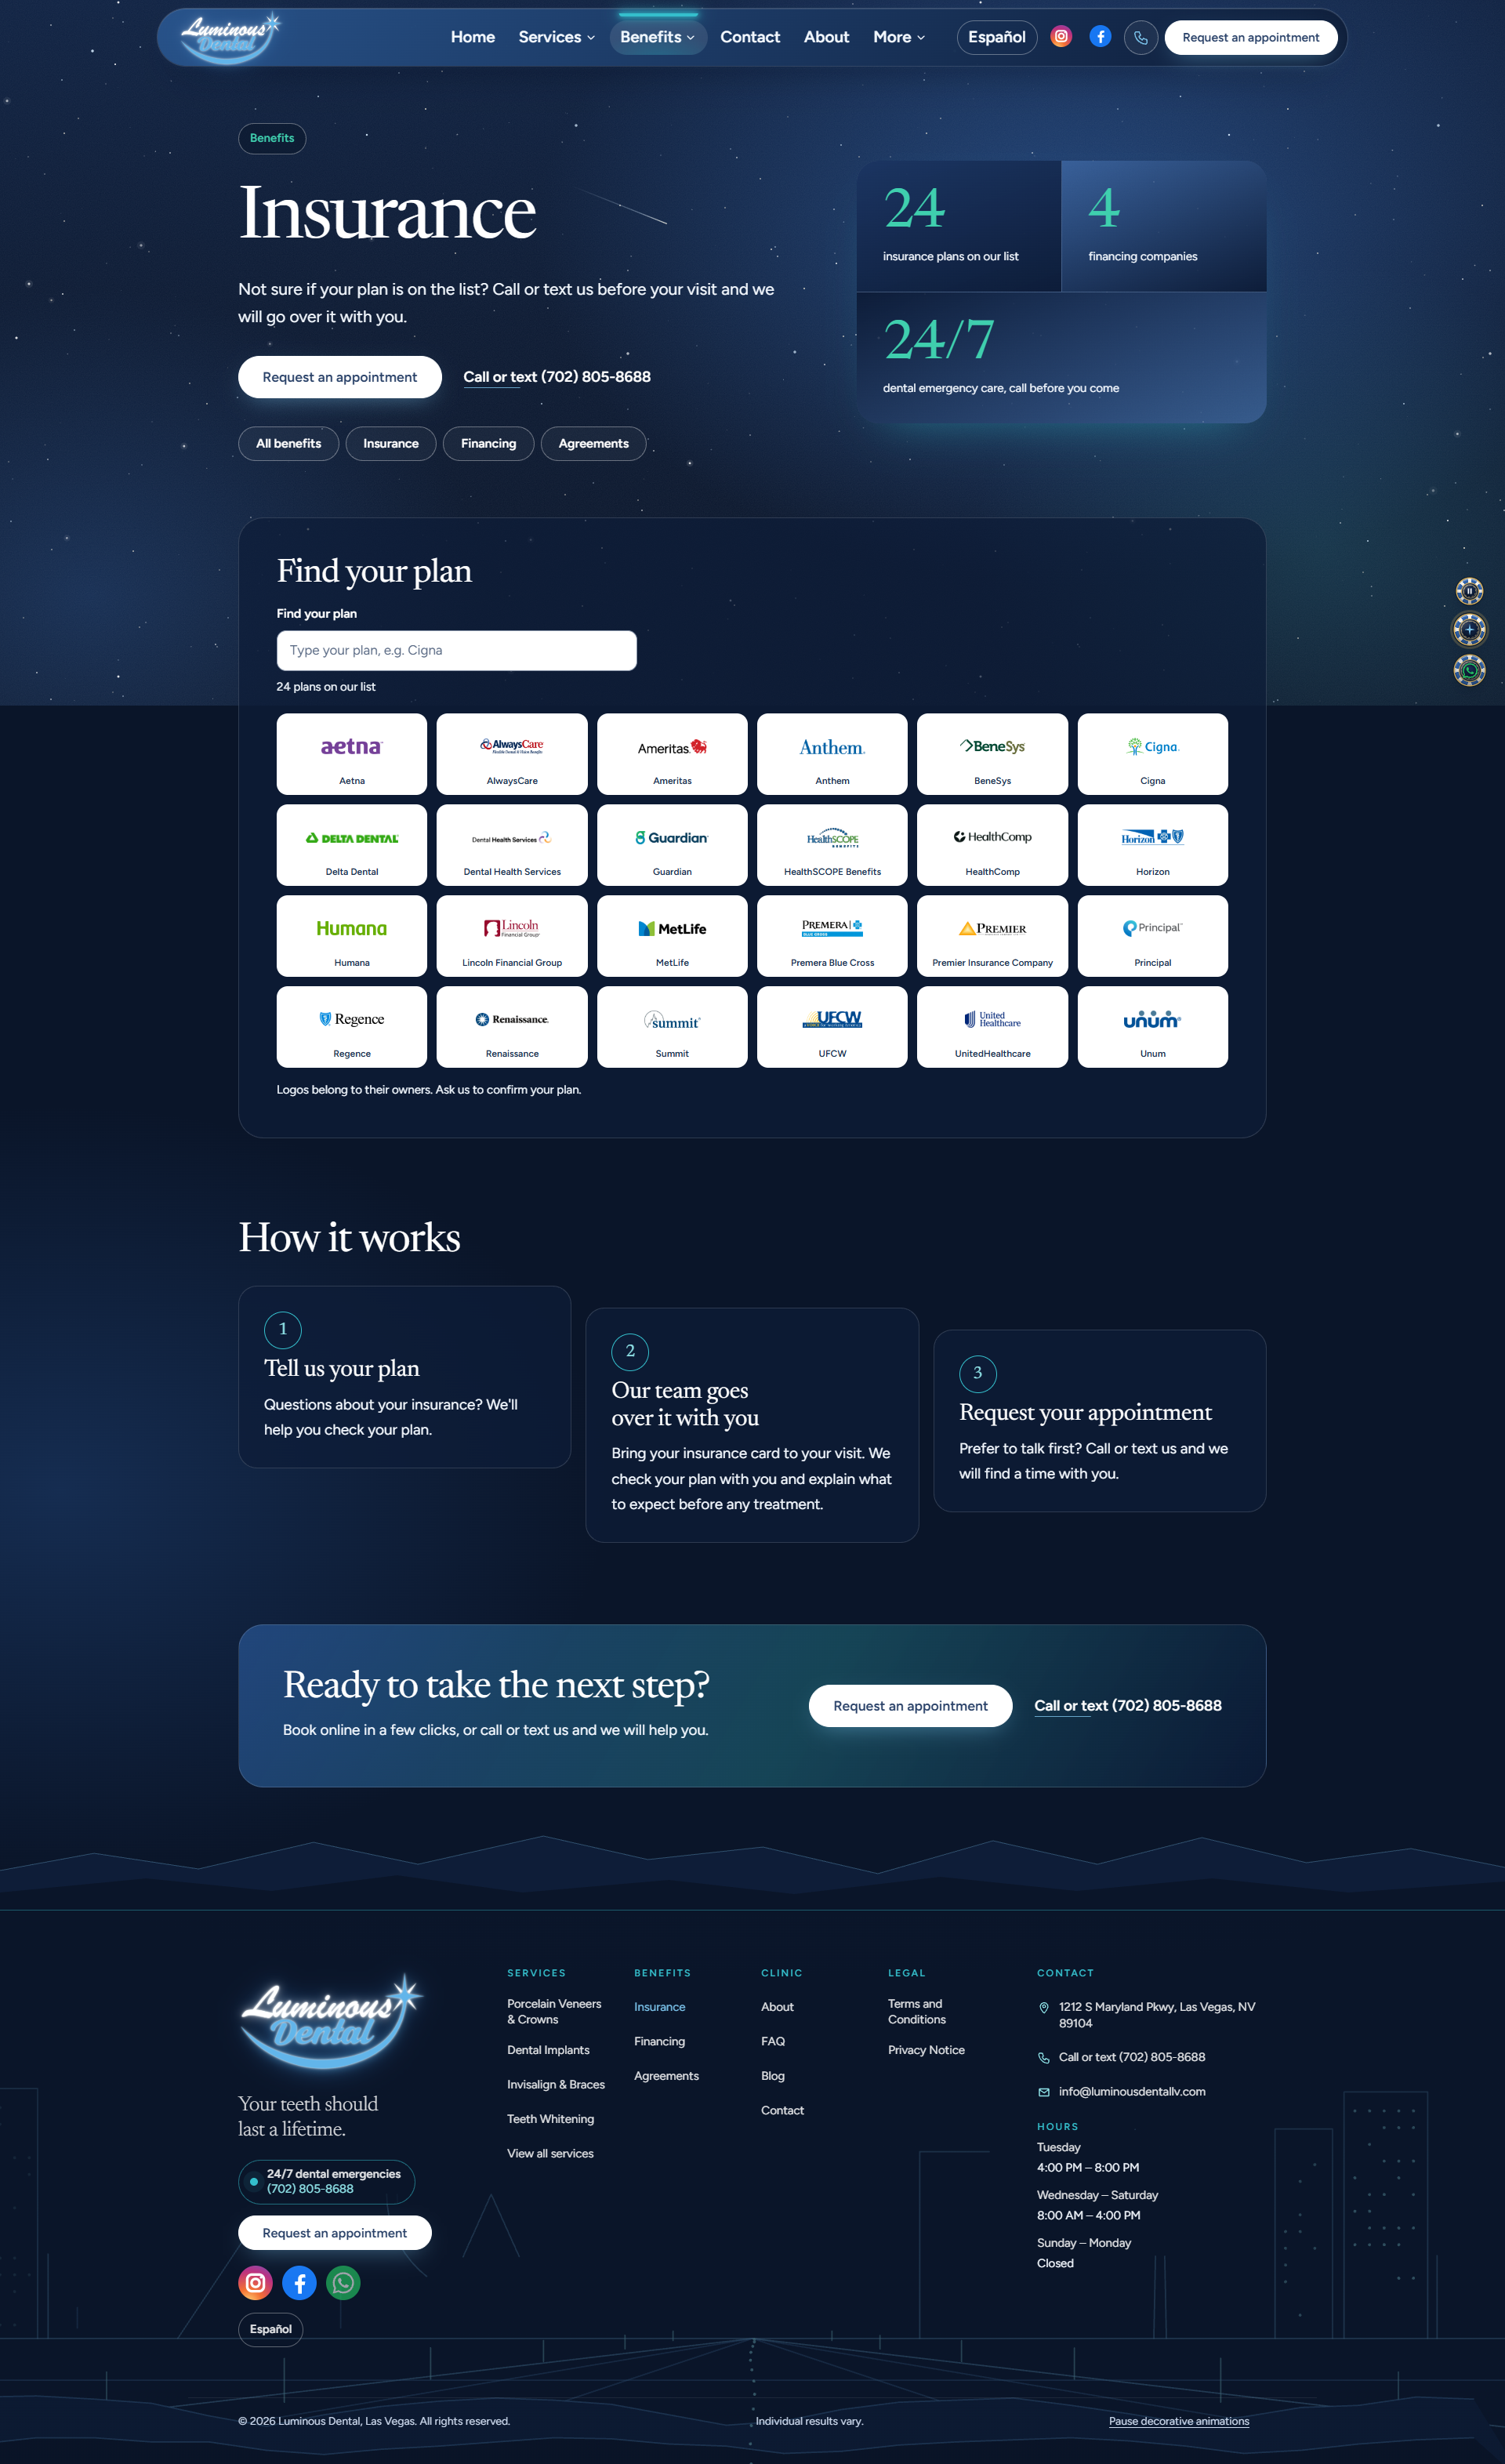 Luminous Dental
Home
Services
Benefits
Contact
About
More
Español
Request an appointment
Benefits
Insurance
Not sure if your plan is on the list? Call or text us before your visit and we
will go over it with you.
Request an appointment
Call or text (702) 805-8688
All benefits
Insurance
Financing
Agreements
24
insurance plans on our list
4
financing companies
24/7
dental emergency care, call before you come
Find your plan
Find your plan
Type your plan, e.g. Cigna
24 plans on our list
aetna
Aetna
AlwaysCare
AlwaysCare
Ameritas
Ameritas
Anthem
Anthem
BeneSys
BeneSys
Cigna
Cigna
DELTA DENTAL
Delta Dental
Dental Health Services
Dental Health Services
Guardian
Guardian
HealthSCOPE
BENEFITS
HealthSCOPE Benefits
HealthComp
HealthComp
Horizon
Horizon
Humana
Humana
Lincoln
Financial Group
Lincoln Financial Group
MetLife
MetLife
PREMERA
BLUE CROSS
Premera Blue Cross
PREMIER
Premier Insurance Company
Principal
Principal
Regence
Regence
Renaissance
Renaissance
summit
Summit
UFCW
UFCW
United
Healthcare
UnitedHealthcare
unum
Unum
Logos belong to their owners. Ask us to confirm your plan.
How it works
1
Tell us your plan
Questions about your insurance? We'll
help you check your plan.
2
Our team goes
over it with you
Bring your insurance card to your visit. We
check your plan with you and explain what
to expect before any treatment.
3
Request your appointment
Prefer to talk first? Call or text us and we
will find a time with you.
Ready to take the next step?
Book online in a few clicks, or call or text us and we will help you.
Request an appointment
Call or text (702) 805-8688
Luminous
Dental
Your teeth should
last a lifetime.
24/7 dental emergencies
(702) 805-8688
Request an appointment
Español
SERVICES
Porcelain Veneers
& Crowns
Dental Implants
Invisalign & Braces
Teeth Whitening
View all services
BENEFITS
Insurance
Financing
Agreements
CLINIC
About
FAQ
Blog
Contact
LEGAL
Terms and
Conditions
Privacy Notice
CONTACT
1212 S Maryland Pkwy, Las Vegas, NV
89104
Call or text (702) 805-8688
info@luminousdentallv.com
HOURS
Tuesday
4:00 PM – 8:00 PM
Wednesday – Saturday
8:00 AM – 4:00 PM
Sunday – Monday
Closed
© 2026 Luminous Dental, Las Vegas. All rights reserved.
Individual results vary.
Pause decorative animations